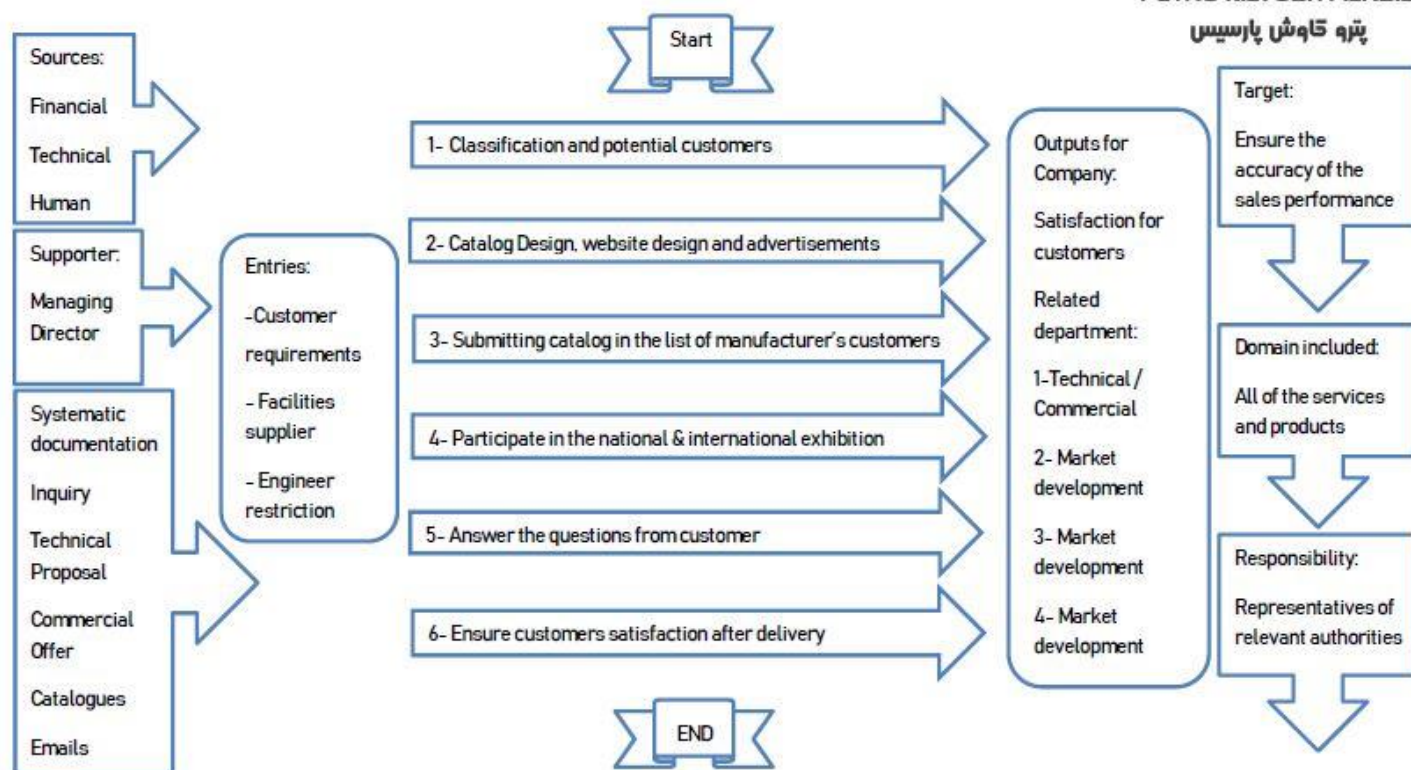 پترو کاوش پارسیس
Start
Sources:
Financial
Technical
Human
Supporter:
Managing
Director
Systematic
documentation
Inquiry
Technical
Proposal
Commercial
Offer
Catalogues
Emails
Entries:
-Customer
requirements
- Facilities
supplier
- Engineer
restriction
1- Classification and potential customers
2- Catalog Design, website design and advertisements
3- Submitting catalog in the list of manufacturer's customers
4- Participate in the national & international exhibition
5- Answer the questions from customer
6- Ensure customers satisfaction after delivery
END
Outputs for
Company:
Satisfaction for
customers
Related
department:
1-Technical /
Commercial
2- Market
development
3- Market
development
4- Market
development
Target:
Ensure the
accuracy of the
sales performance
Domain included:
All of the services
and products
Responsibility:
Representatives of
relevant authorities